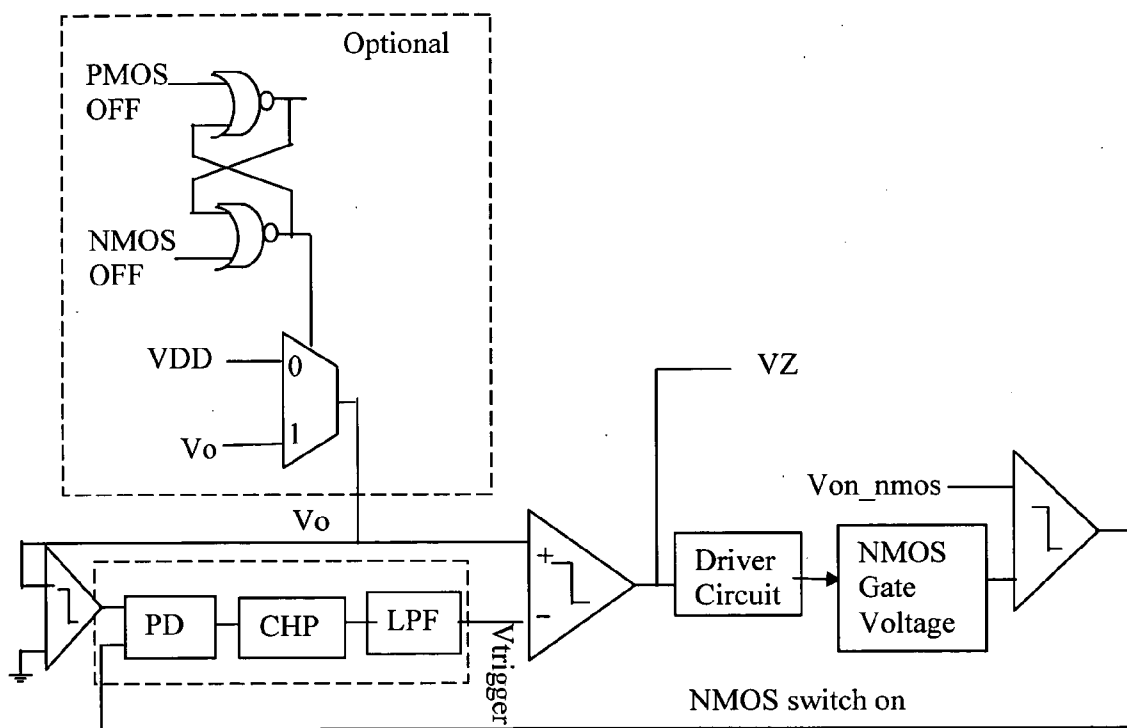 Optional
PMOS
OFF
NMOS
OFF
VDD
0
Vo
1
VZ
Von_nmos
Vo
+
−
Driver
Circuit
NMOS
Gate
Voltage
PD
CHP
LPF
Vtrigger
NMOS switch on